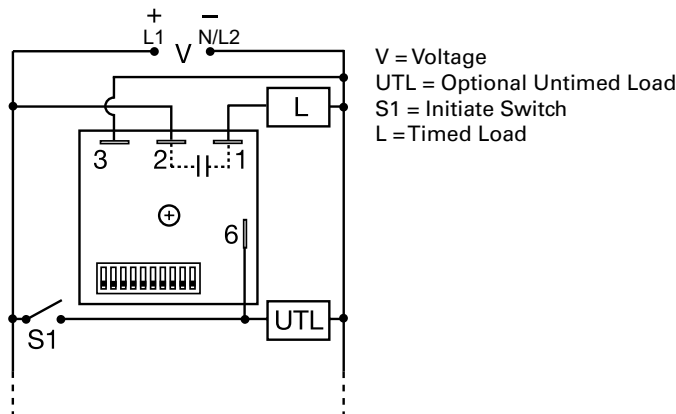 + −
L1 V N/L2
V = Voltage
UTL = Optional Untimed Load
S1 = Initiate Switch
L = Timed Load
L
3 2 1
6
UTL
S1